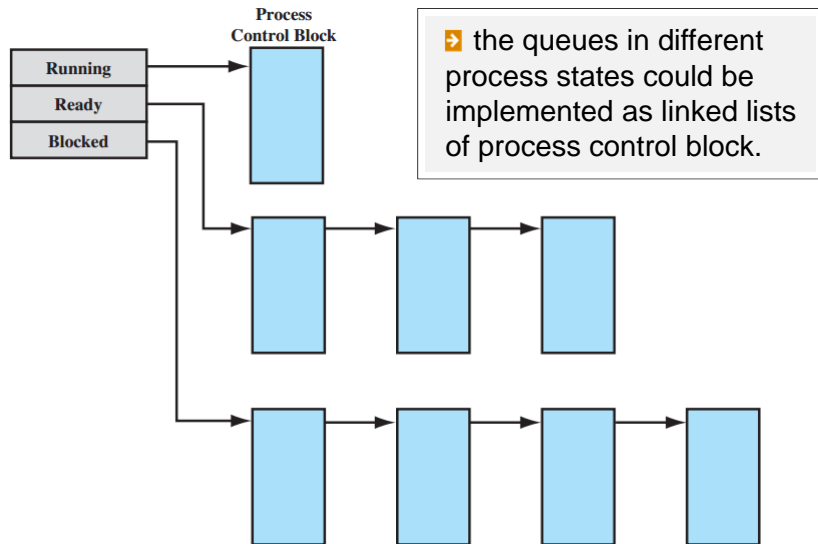 Process
Control Block
Running
Ready
Blocked
the queues in different
process states could be
implemented as linked lists
of process control block.